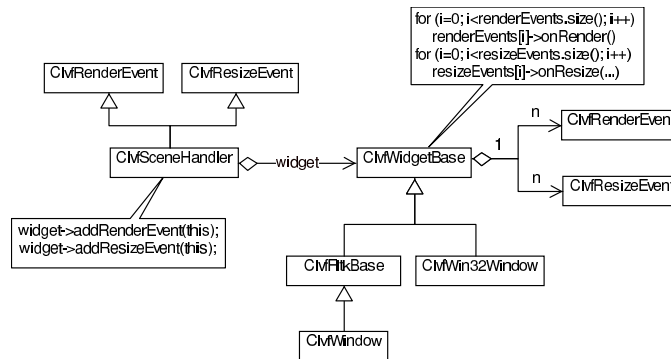 for (i=0; i<renderEvents.size(); i++)
renderEvents[i]->onRender()
for (i=0; i<resizeEvents.size(); i++)
resizeEvents[i]->onResize(...)
CIvfRenderEvent
CIvfResizeEvent
n
CIvfRenderEvent
1
CIvfSceneHandler
widget
CIvfWidgetBase
n
CIvfResizeEvent
widget->addRenderEvent(this);
widget->addResizeEvent(this);
CIvfFltkBase
CIvfWin32Window
CIvfWindow